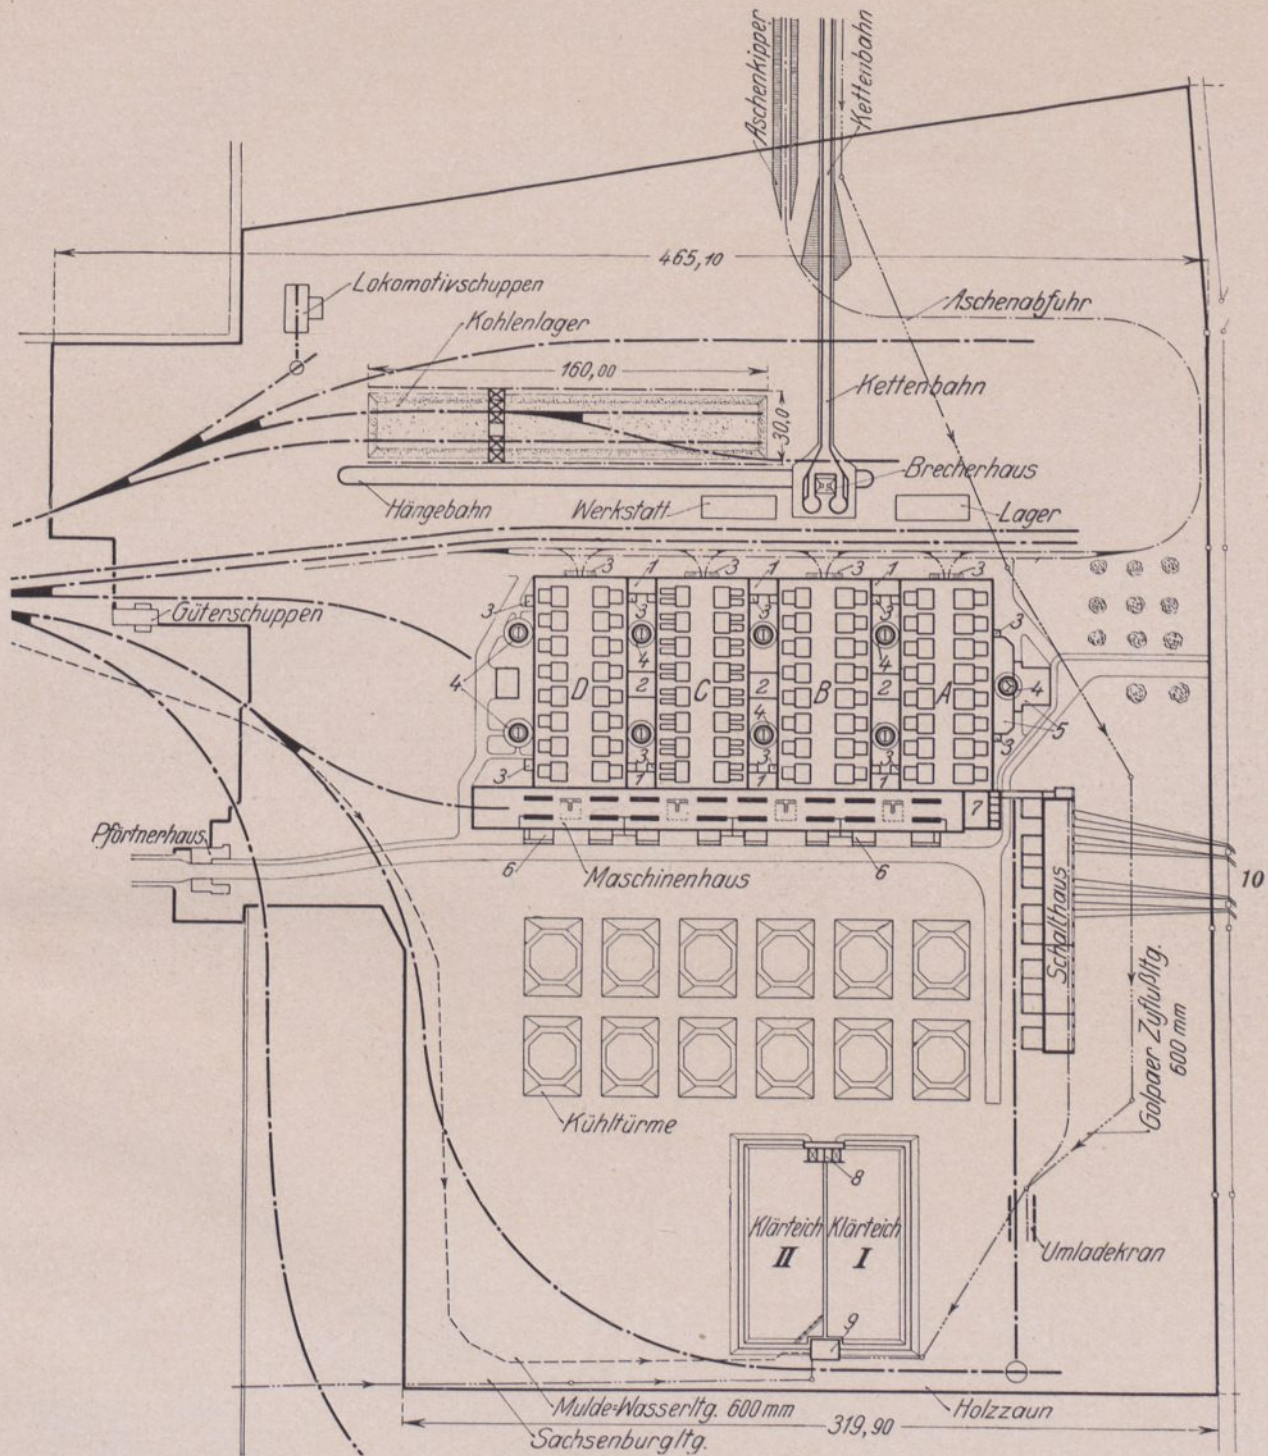 Aschenkipper
Kettenbahn
465,10
Lokomotivschuppen
Kohlenlager
Aschenabfuhr
160,00
30,0
Kettenbahn
Brecherhaus
Hängebahn
Werkstatt
Lager
3 1 3 1 3 1 3
3 3 3 3 3
Güterschuppen
4 4 4
4 D 2 C 2 B 2 A 4
4
5
3 3 3 3 3
1 1 1
7
Pförtnerhaus
6 6
Maschinenhaus
10
Schalthaus
Golpaer Zuflußltg.
600 mm
Kühltürme
8
Klärteich Klärteich
II I
Umladekran
9
Mulde=Wasserltg. 600 mm
Holzzaun
319,90
Sachsenburgltg.